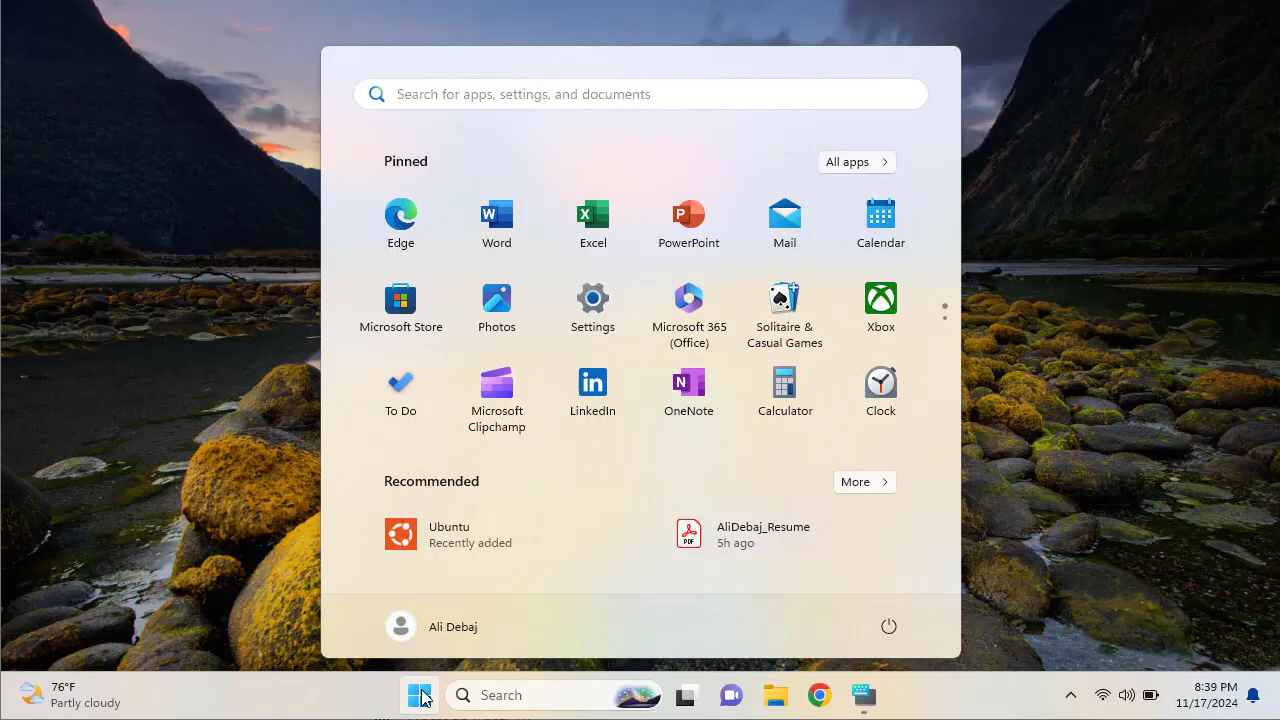 Search for apps, settings, and documents
Pinned
All apps
Edge
Word
Excel
PowerPoint
Mail
Calendar
Microsoft Store
Photos
Settings
Microsoft 365
(Office)
Solitaire &
Casual Games
Xbox
To Do
Microsoft
Clipchamp
LinkedIn
OneNote
Calculator
Clock
Recommended
More
Ubuntu
Recently added
AliDebaj_Resume
5h ago
Ali Debaj
76°F
Partly cloudy
Search
8:39 PM
11/17/2024